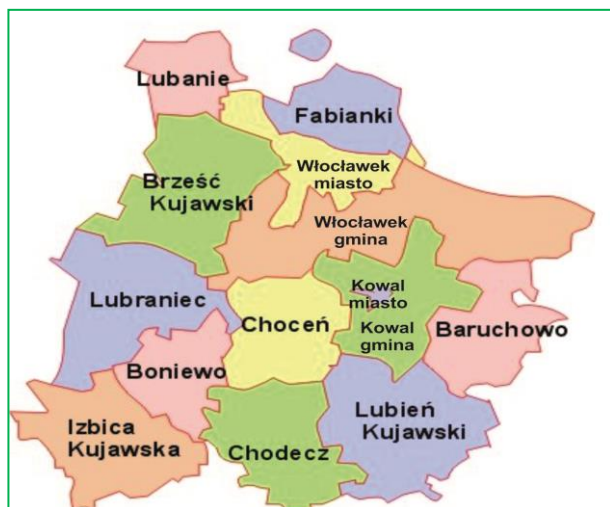 Lubanie
Fabianki
Włocławek
miasto
Brześć
Kujawski
Włocławek
gmina
Lubraniec
Kowal
miasto
Choceń
Kowal
gmina
Baruchowo
Boniewo
Lubień
Kujawski
Izbica
Kujawska
Chodecz